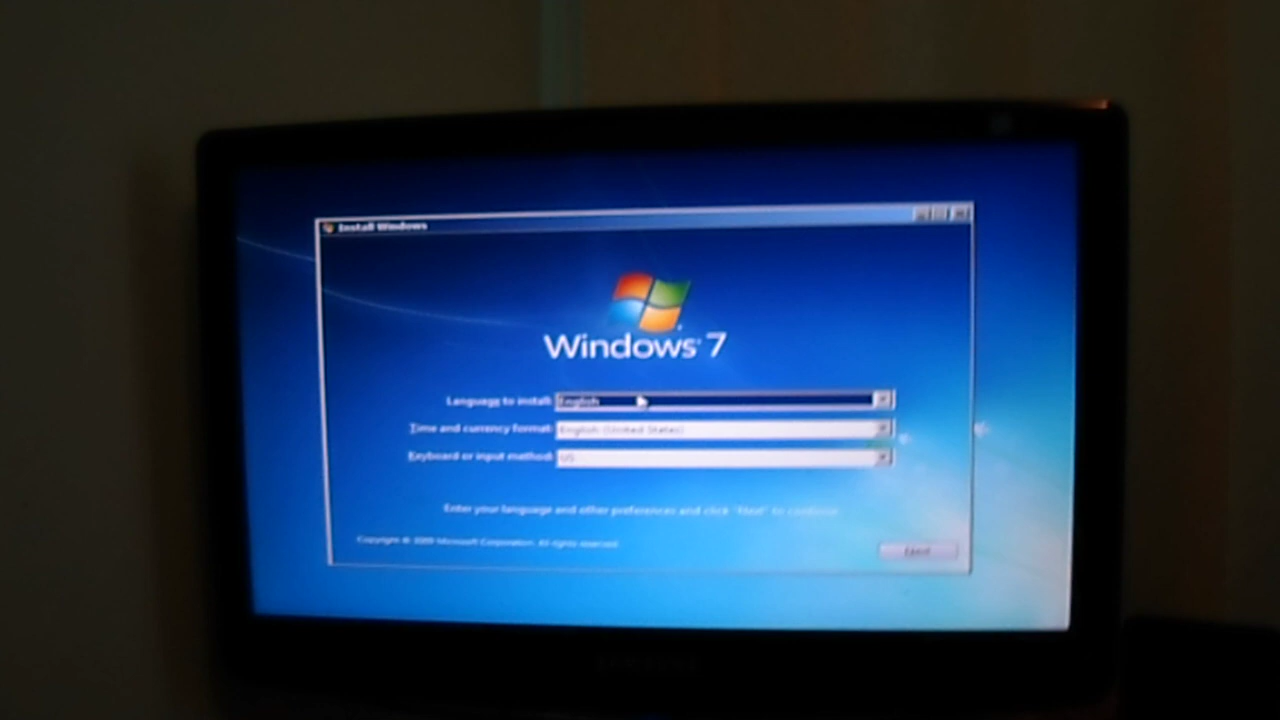 Install Windows
Windows 7
Language to install: English
Time and currency format: English (United States)
Keyboard or input method: US
Enter your language and other preferences and click "Next" to continue.
Copyright © 2009 Microsoft Corporation. All rights reserved.
Next
SAMSUNG